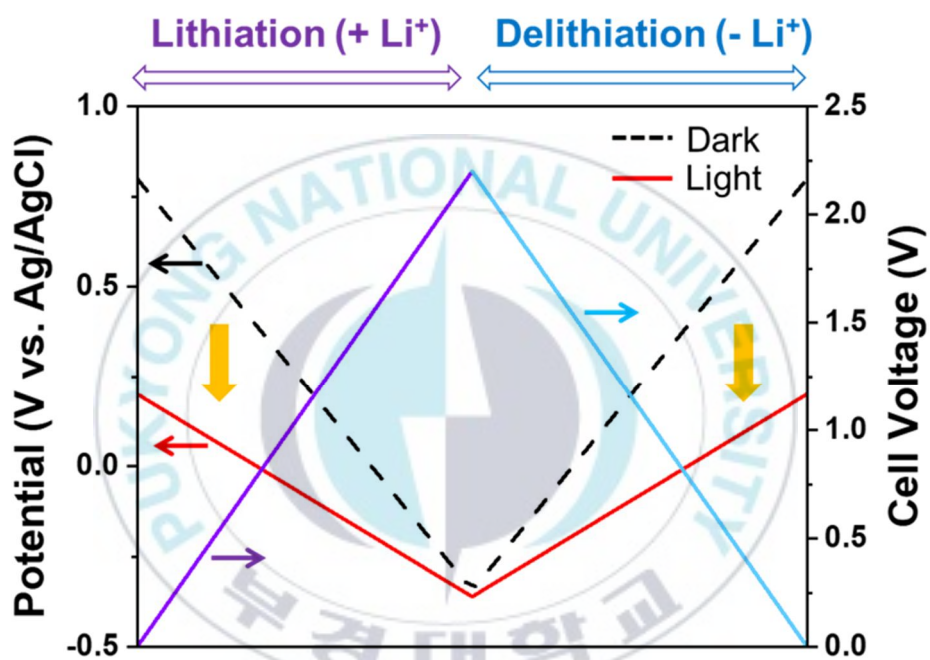 Lithiation (+ Li⁺) Delithiation (- Li⁺)
1.0
0.5
0.0
-0.5
Potential (V vs. Ag/AgCl)
2.5
2.0
1.5
1.0
0.5
0.0
Cell Voltage (V)
Dark
Light
PUKYONG NATIONAL UNIVERSITY
부경대학교